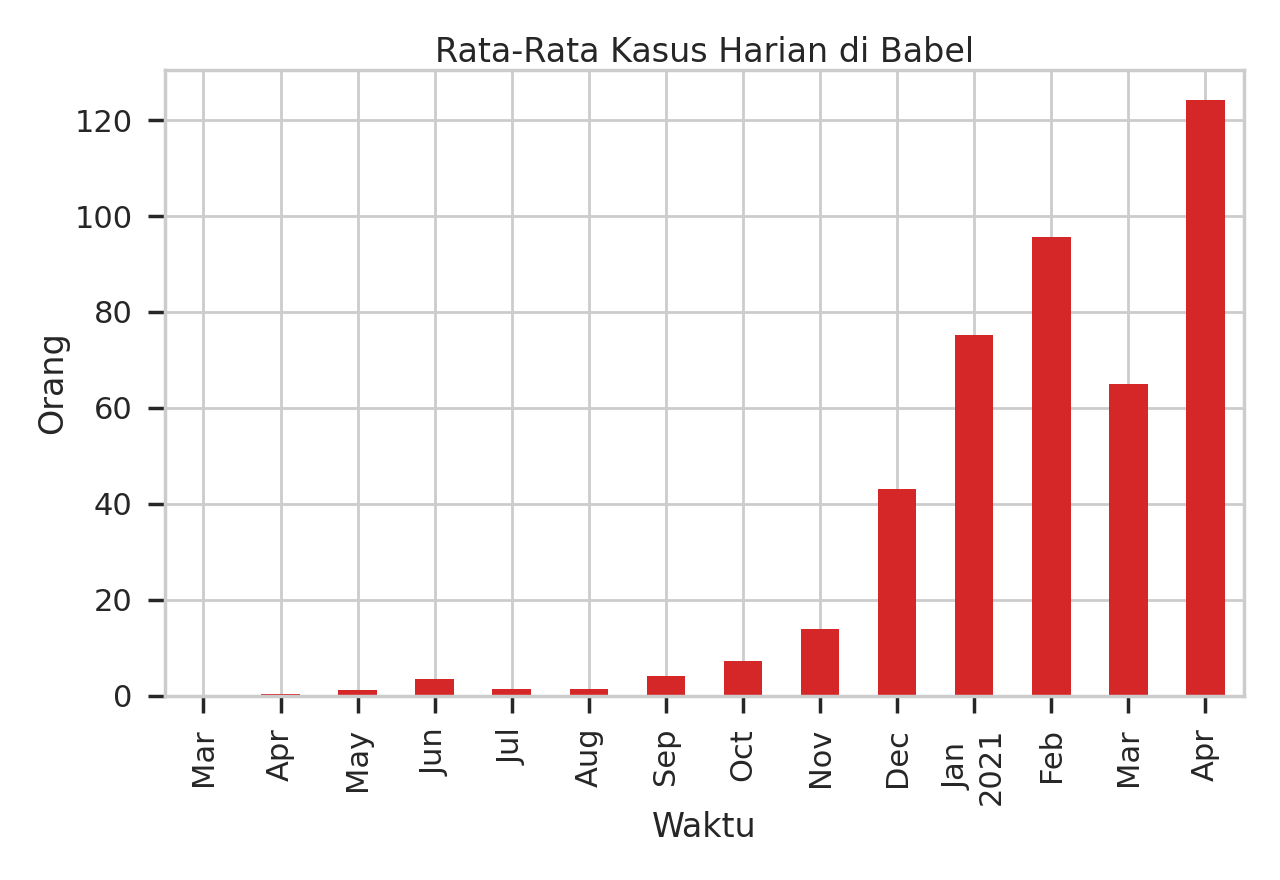 Rata-Rata Kasus Harian di Babel
120
100
80
60
40
20
0
Orang
Mar
Apr
May
Jun
Jul
Aug
Sep
Oct
Nov
Dec
Jan
2021
Feb
Mar
Apr
Waktu